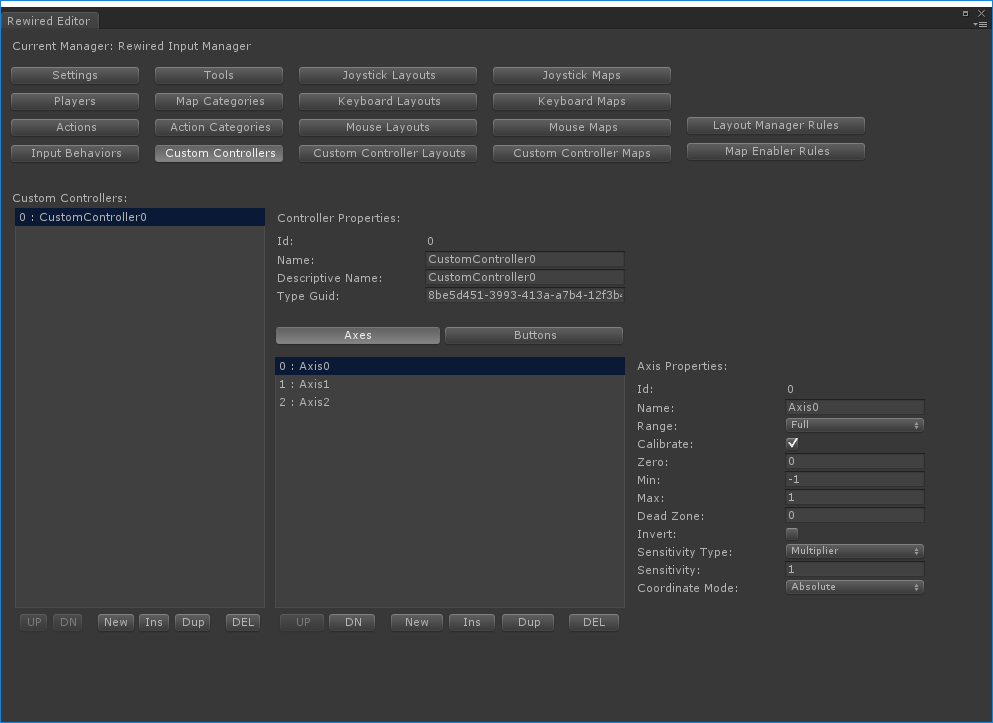 Rewired Editor
Current Manager: Rewired Input Manager
Settings Tools Joystick Layouts Joystick Maps
Players Map Categories Keyboard Layouts Keyboard Maps
Actions Action Categories Mouse Layouts Mouse Maps Layout Manager Rules
Input Behaviors Custom Controllers Custom Controller Layouts Custom Controller Maps Map Enabler Rules
Custom Controllers:
0 : CustomController0
Controller Properties:
Id: 0
Name: CustomController0
Descriptive Name: CustomController0
Type Guid: 8be5d451-3993-413a-a7b4-12f3b4
Axes Buttons
0 : Axis0
1 : Axis1
2 : Axis2
Axis Properties:
Id: 0
Name: Axis0
Range: Full
Calibrate:
Zero: 0
Min: -1
Max: 1
Dead Zone: 0
Invert:
Sensitivity Type: Multiplier
Sensitivity: 1
Coordinate Mode: Absolute
UP DN New Ins Dup DEL
UP DN New Ins Dup DEL